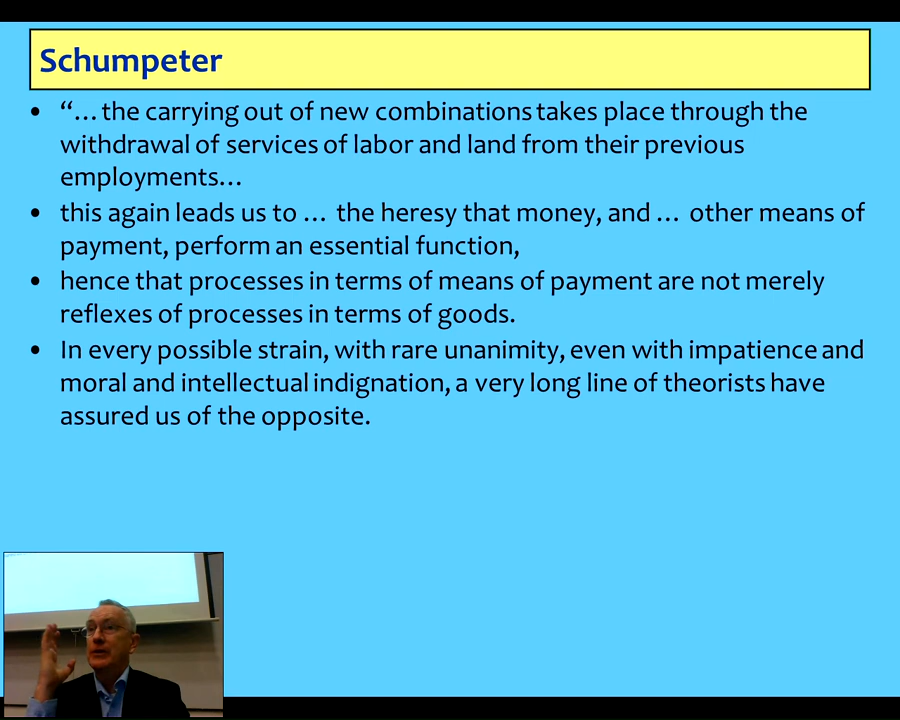 Schumpeter
• “…the carrying out of new combinations takes place through the
withdrawal of services of labor and land from their previous
employments…
• this again leads us to … the heresy that money, and … other means of
payment, perform an essential function,
• hence that processes in terms of means of payment are not merely
reflexes of processes in terms of goods.
• In every possible strain, with rare unanimity, even with impatience and
moral and intellectual indignation, a very long line of theorists have
assured us of the opposite.